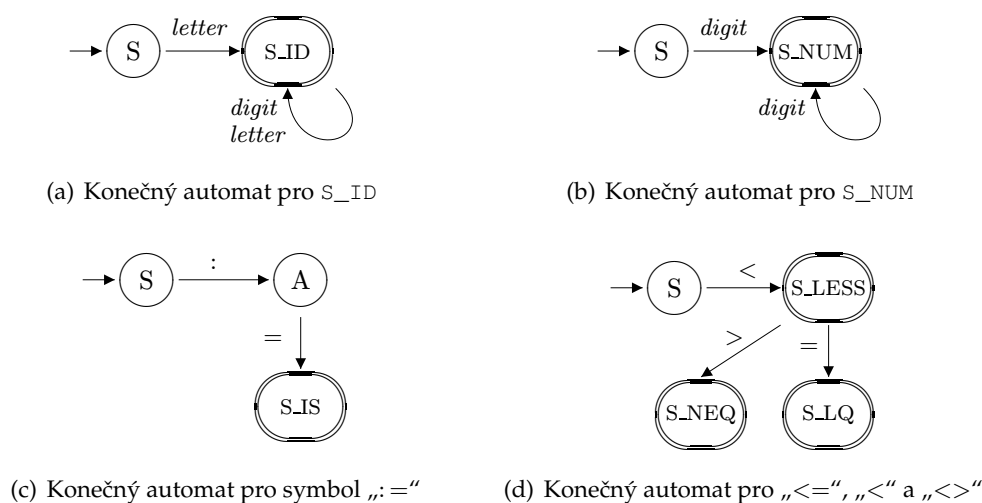 letter
digit
S
S_ID
S
S_NUM
digit
letter
digit
(a) Konečný automat pro S_ID
(b) Konečný automat pro S_NUM
:
S
A
<
S
S_LESS
=
>
=
S_IS
S_NEQ
S_LQ
(c) Konečný automat pro symbol „:=“
(d) Konečný automat pro „<=“, „<“ a „<>“